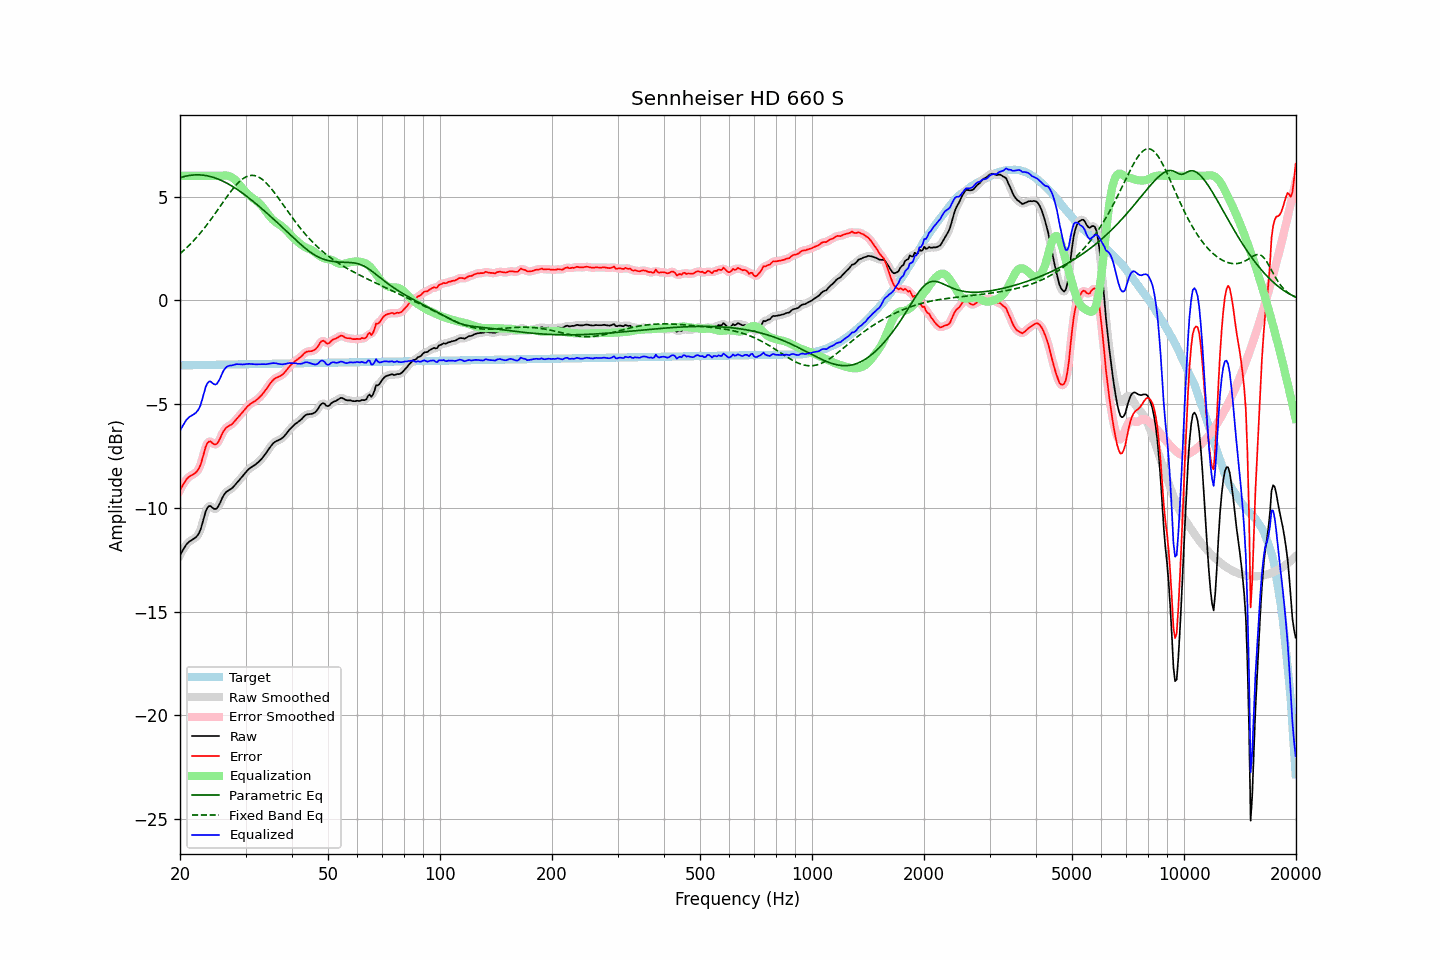 Sennheiser HD 660 S
Amplitude (dBr)
5
0
−5
−10
−15
−20
−25
Target
Raw Smoothed
Error Smoothed
Raw
Error
Equalization
Parametric Eq
Fixed Band Eq
Equalized
20 50 100 200 500 1000 2000 5000 10000 20000
Frequency (Hz)